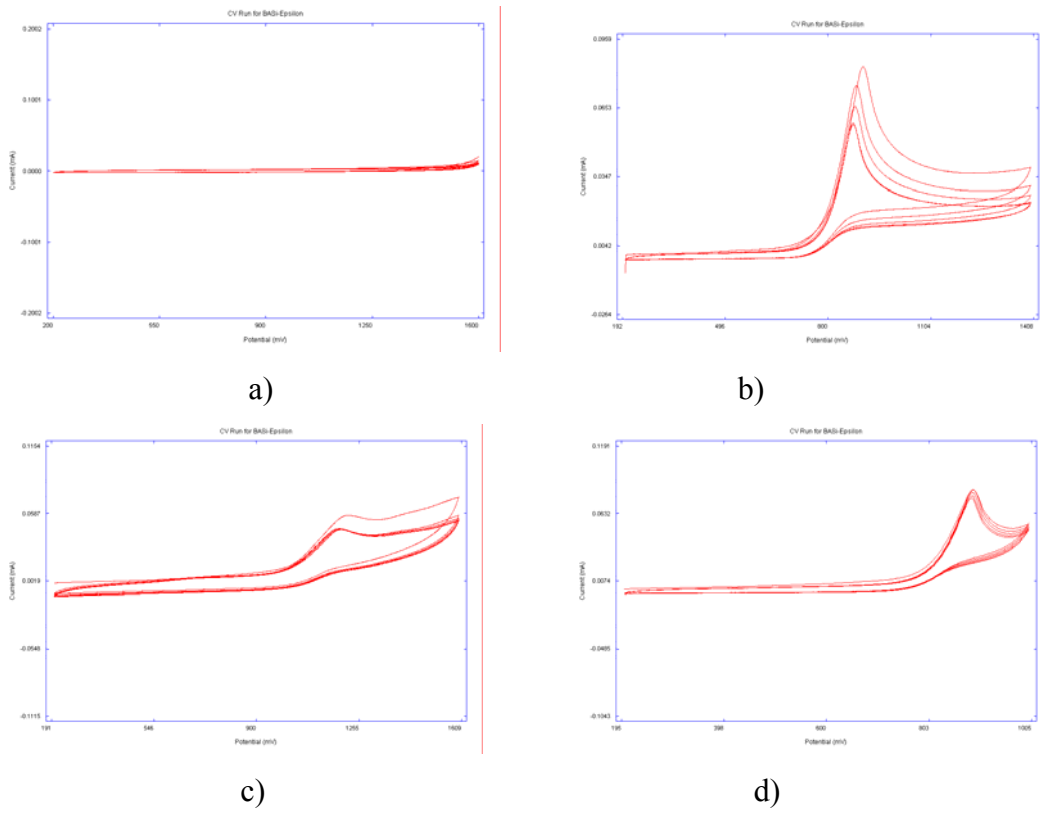 CV Run for BASi-Epsilon
0.2002
0.1001
0.0000
-0.1001
-0.2002
Current (mA)
200
550
900
1250
1600
Potential (mV)
a)
CV Run for BASi-Epsilon
0.0959
0.0653
0.0347
0.0042
-0.0264
Current (mA)
192
496
800
1104
1408
Potential (mV)
b)
CV Run for BASi-Epsilon
0.1154
0.0587
0.0019
-0.0548
-0.1115
Current (mA)
191
546
900
1255
1609
Potential (mV)
c)
CV Run for BASi-Epsilon
0.1191
0.0632
0.0074
-0.0485
-0.1043
Current (mA)
195
398
600
803
1005
Potential (mV)
d)